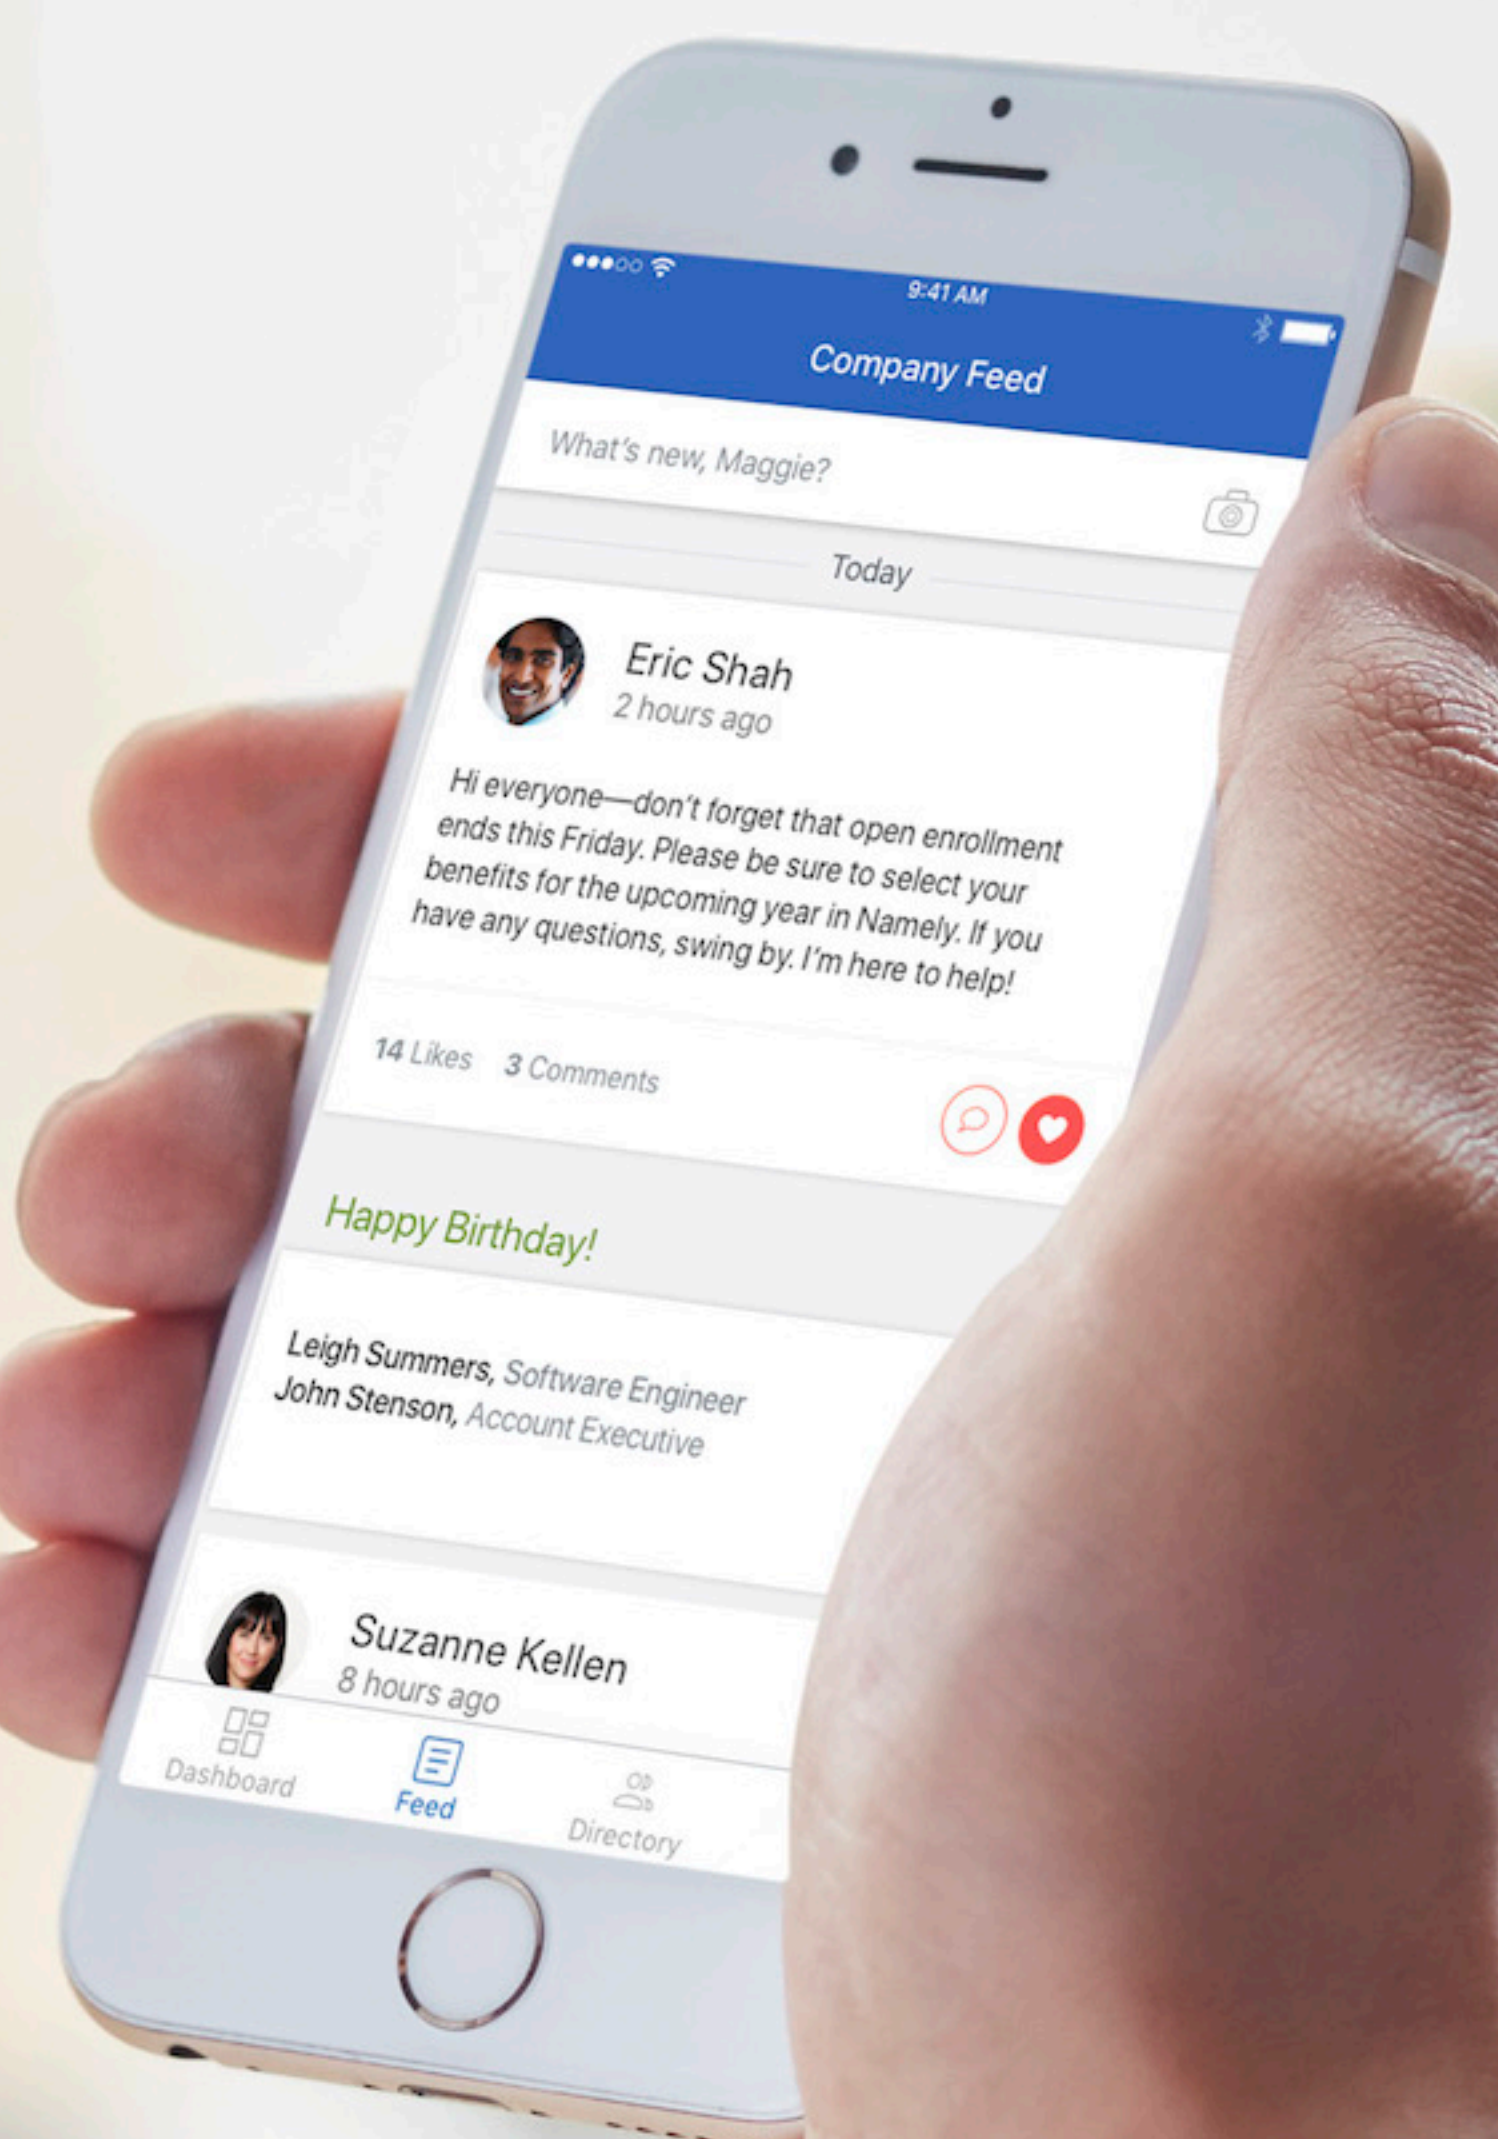 9:41 AM
Company Feed
What's new, Maggie?
Today
Eric Shah
2 hours ago
Hi everyone—don't forget that open enrollment
ends this Friday. Please be sure to select your
benefits for the upcoming year in Namely. If you
have any questions, swing by. I'm here to help!
14 Likes 3 Comments
Happy Birthday!
Leigh Summers, Software Engineer
John Stenson, Account Executive
Suzanne Kellen
8 hours ago
Dashboard
Feed
Directory